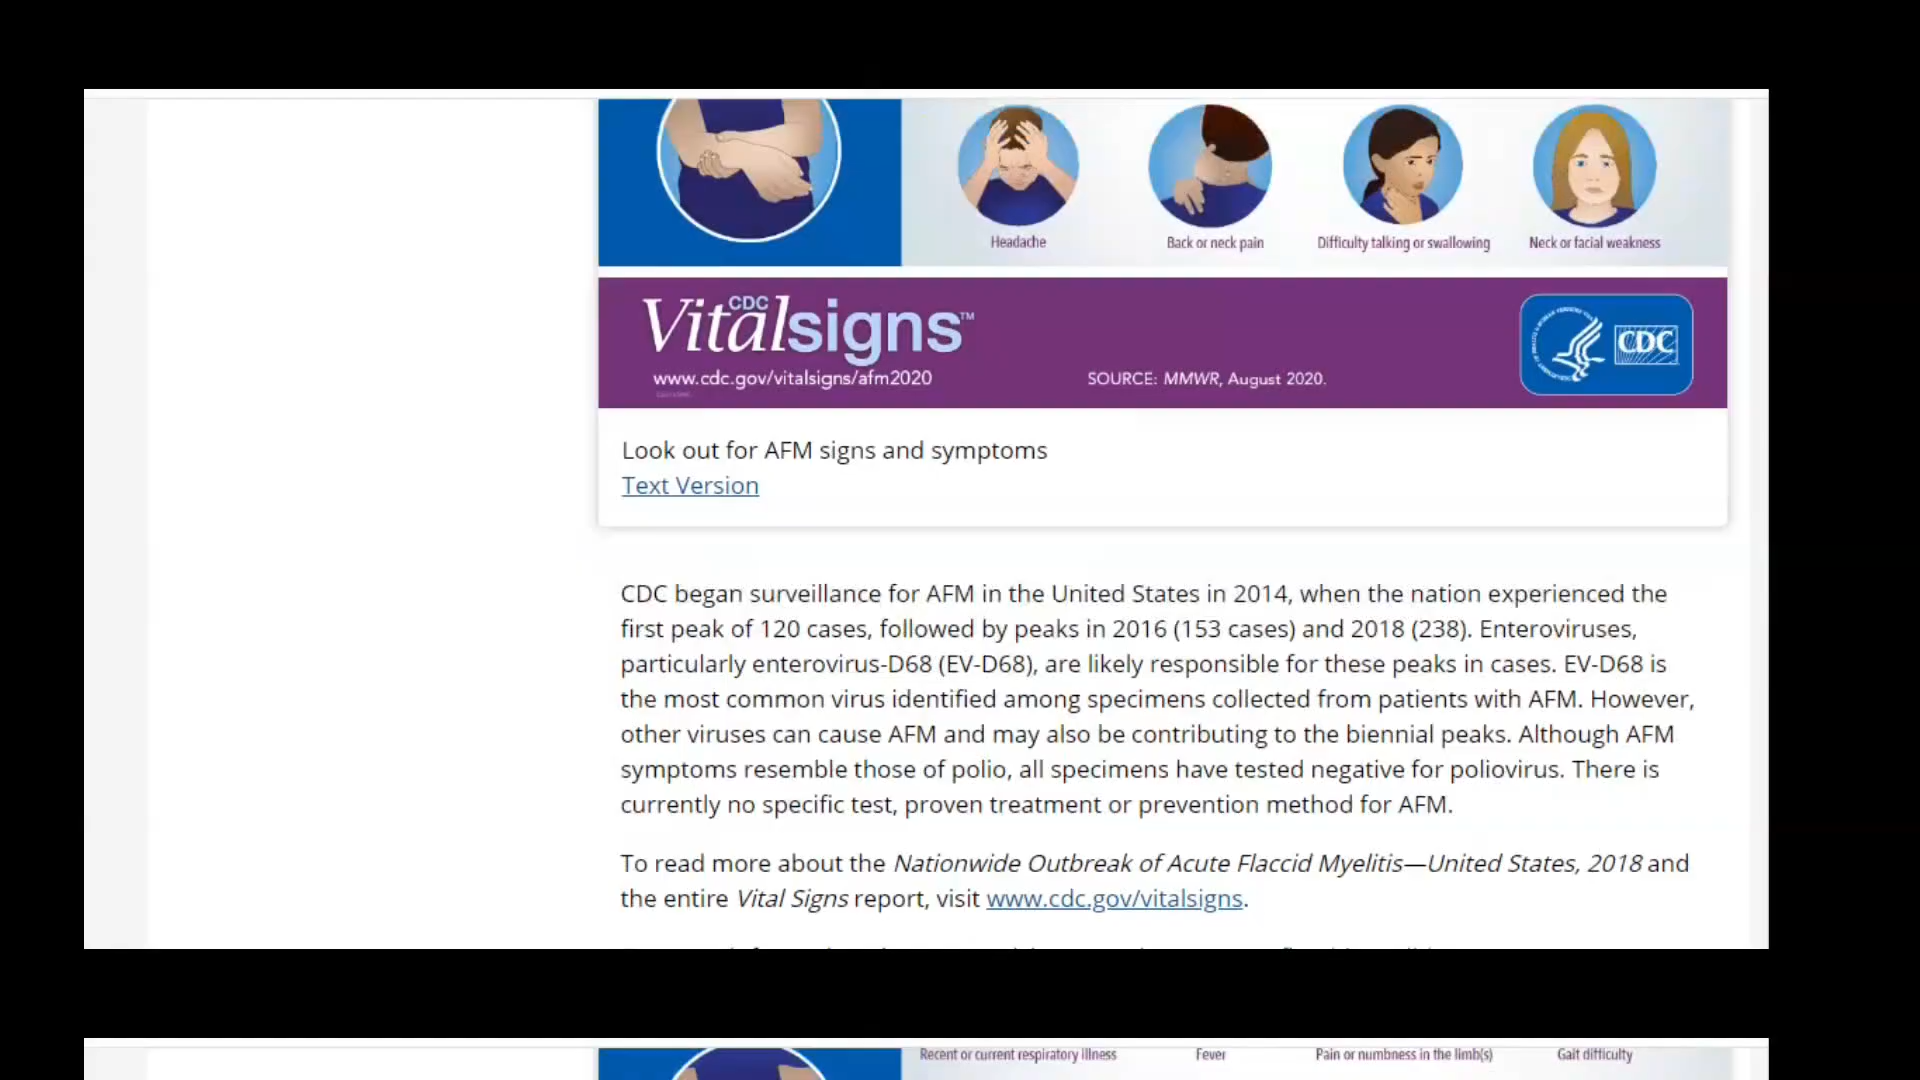 Headache
Back or neck pain
Difficulty talking or swallowing
Neck or facial weakness
CDC
Vitalsigns™
www.cdc.gov/vitalsigns/afm2020
SOURCE: MMWR, August 2020.
CDC
Look out for AFM signs and symptoms
Text Version
CDC began surveillance for AFM in the United States in 2014, when the nation experienced the
first peak of 120 cases, followed by peaks in 2016 (153 cases) and 2018 (238). Enteroviruses,
particularly enterovirus-D68 (EV-D68), are likely responsible for these peaks in cases. EV-D68 is
the most common virus identified among specimens collected from patients with AFM. However,
other viruses can cause AFM and may also be contributing to the biennial peaks. Although AFM
symptoms resemble those of polio, all specimens have tested negative for poliovirus. There is
currently no specific test, proven treatment or prevention method for AFM.
To read more about the Nationwide Outbreak of Acute Flaccid Myelitis—United States, 2018 and
the entire Vital Signs report, visit www.cdc.gov/vitalsigns.
Recent or current respiratory illness
Fever
Pain or numbness in the limb(s)
Gait difficulty